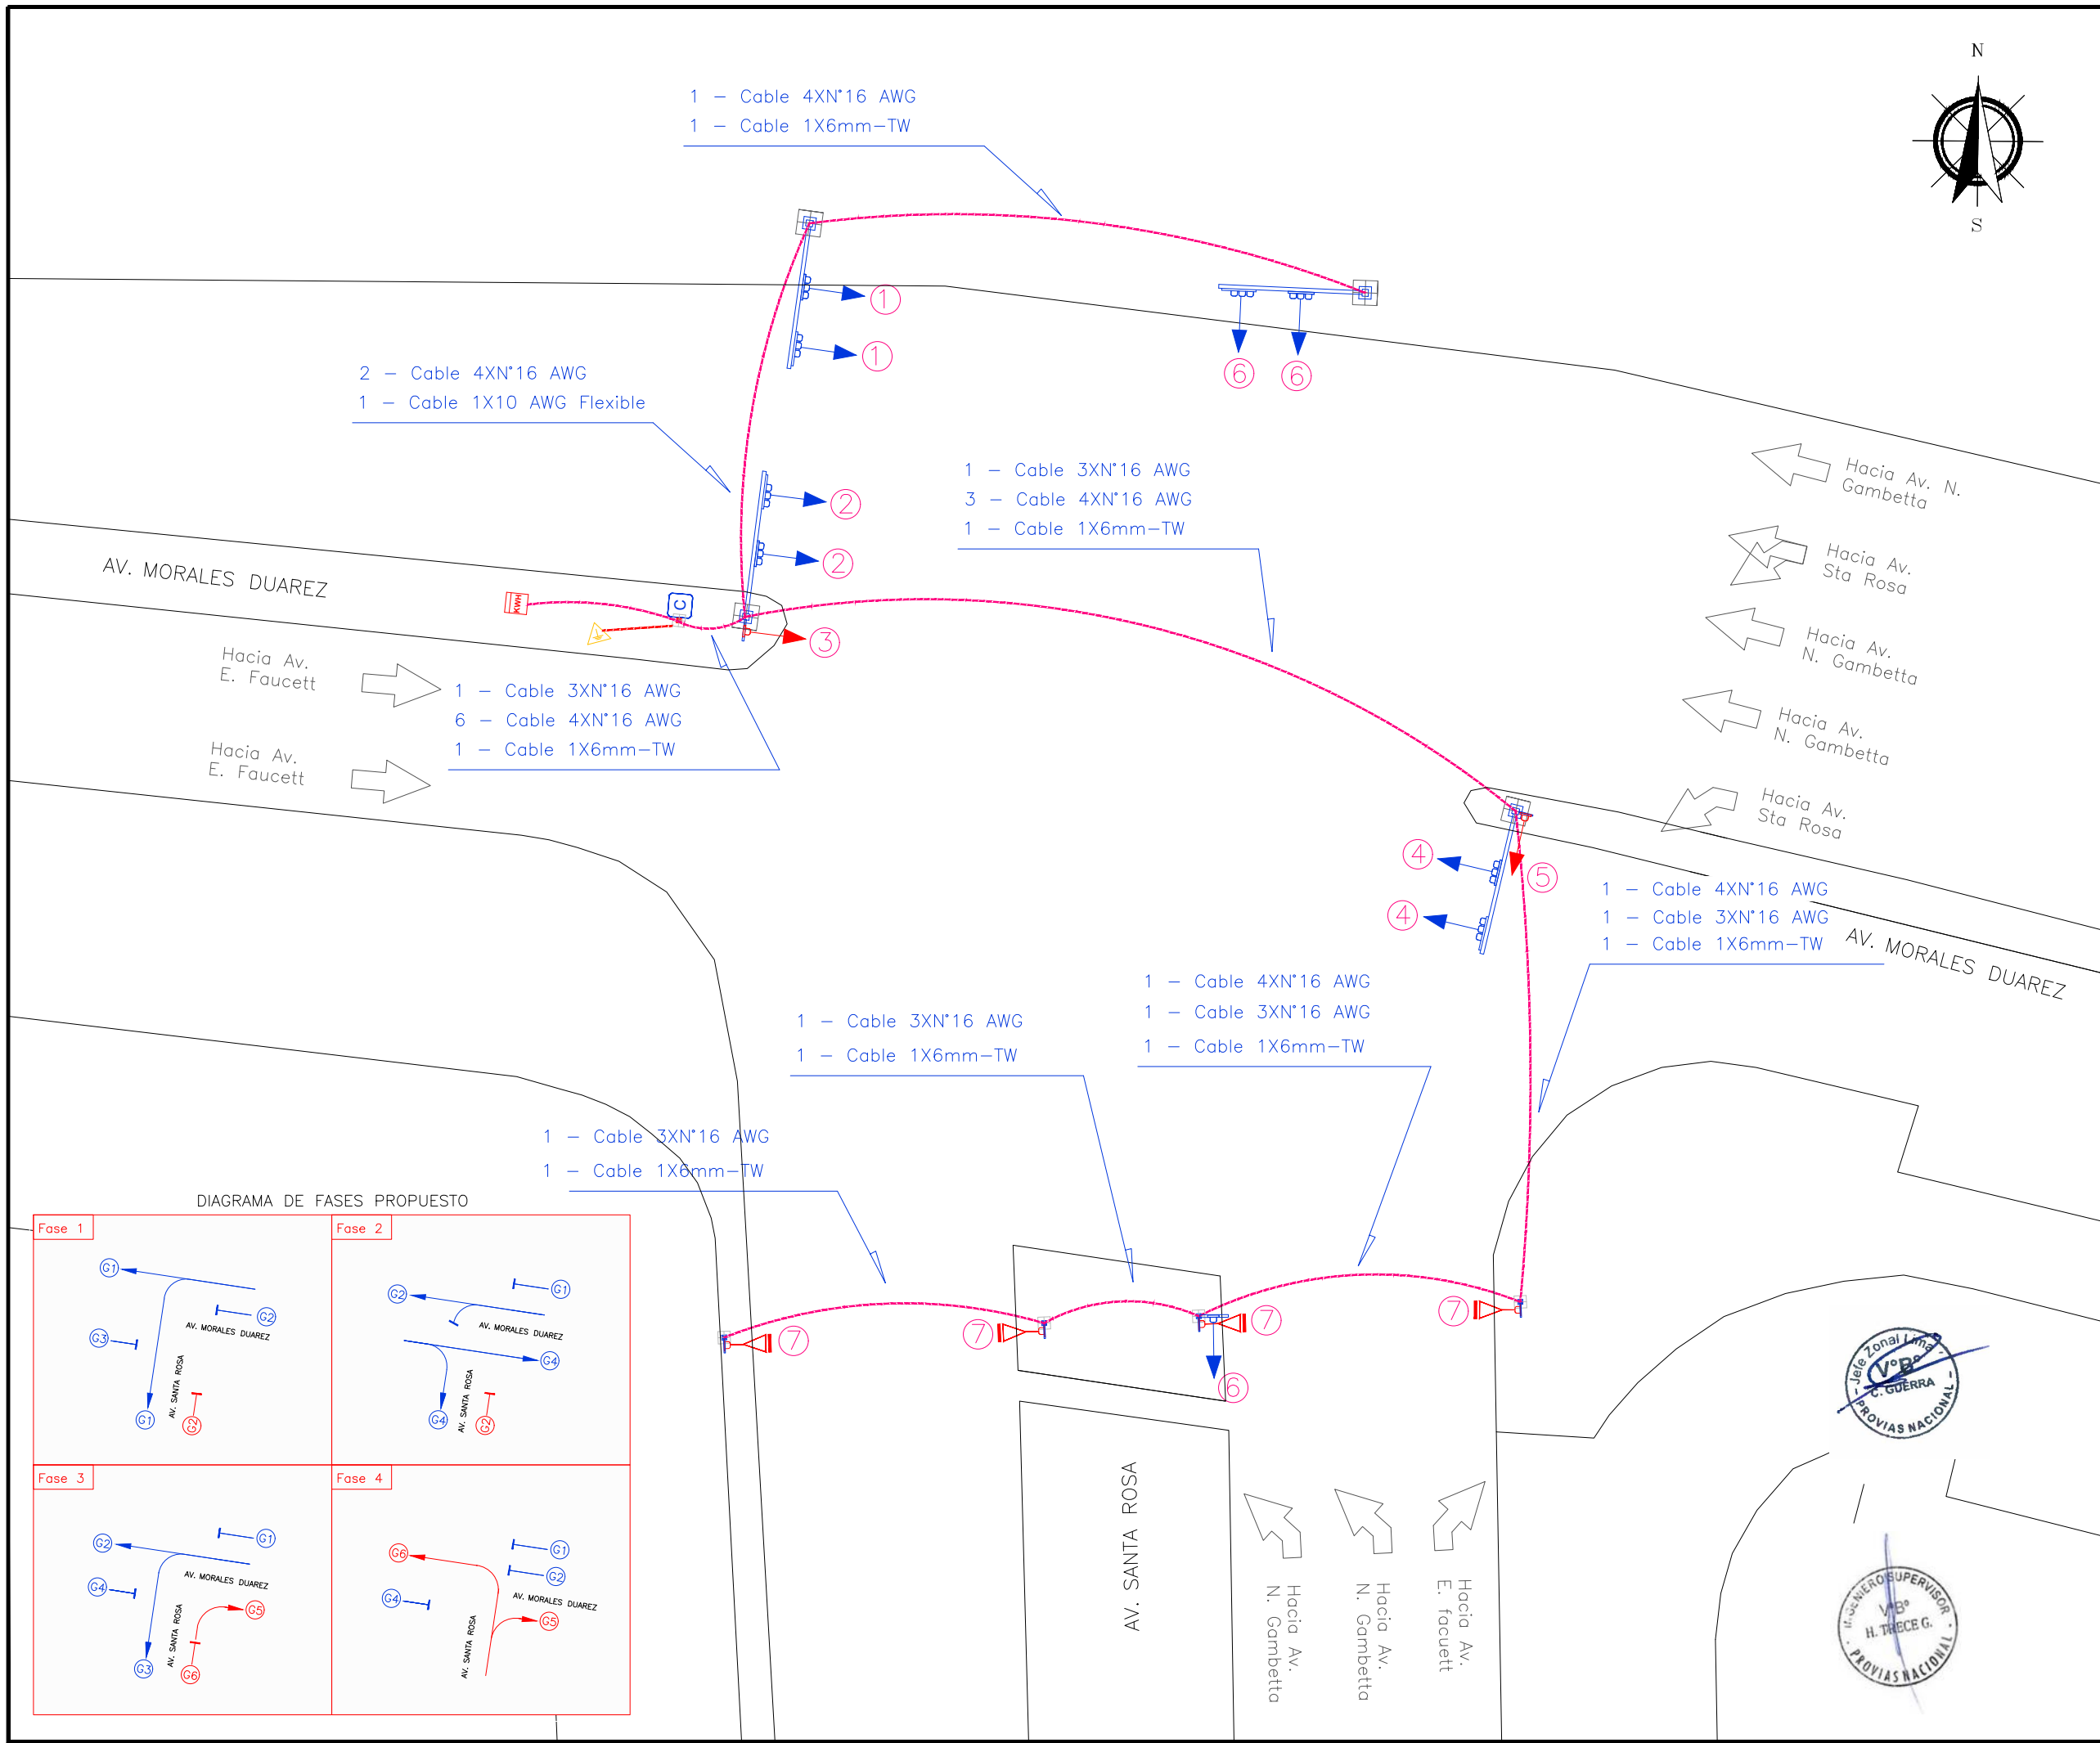 N
S
1 - Cable 4XN°16 AWG
1 - Cable 1X6mm-TW
1
1
6
6
2 - Cable 4XN°16 AWG
1 - Cable 1X10 AWG Flexible
2
2
3
1 - Cable 3XN°16 AWG
3 - Cable 4XN°16 AWG
1 - Cable 1X6mm-TW
Hacia Av. N.
Gambetta
Hacia Av.
Sta Rosa
Hacia Av.
N. Gambetta
Hacia Av.
N. Gambetta
Hacia Av.
Sta Rosa
AV. MORALES DUAREZ
KWH
C
Hacia Av.
E. Faucett
Hacia Av.
E. Faucett
1 - Cable 3XN°16 AWG
6 - Cable 4XN°16 AWG
1 - Cable 1X6mm-TW
4
4
5
1 - Cable 4XN°16 AWG
1 - Cable 3XN°16 AWG
1 - Cable 1X6mm-TW
AV. MORALES DUAREZ
1 - Cable 4XN°16 AWG
1 - Cable 3XN°16 AWG
1 - Cable 1X6mm-TW
1 - Cable 3XN°16 AWG
1 - Cable 1X6mm-TW
1 - Cable 3XN°16 AWG
1 - Cable 1X6mm-TW
7
7
7
7
6
AV. SANTA ROSA
Hacia Av.
N. Gambetta
Hacia Av.
N. Gambetta
Hacia Av.
E. facuett
DIAGRAMA DE FASES PROPUESTO
Fase 1
G1
G2
AV. MORALES DUAREZ
G3
AV. SANTA ROSA
G1
G2
Fase 2
G1
G2
AV. MORALES DUAREZ
G4
AV. SANTA ROSA
G4
G2
Fase 3
G1
G2
AV. MORALES DUAREZ
G4
AV. SANTA ROSA
G5
G3
G6
Fase 4
G1
G6
G2
AV. MORALES DUAREZ
G4
G5
AV. SANTA ROSA
Jefe Zonal Lima
V°B°
C. GUERRA
PROVIAS NACIONAL
INGENIERO SUPERVISOR
V°B°
H. TRECE G.
PROVIAS NACIONAL